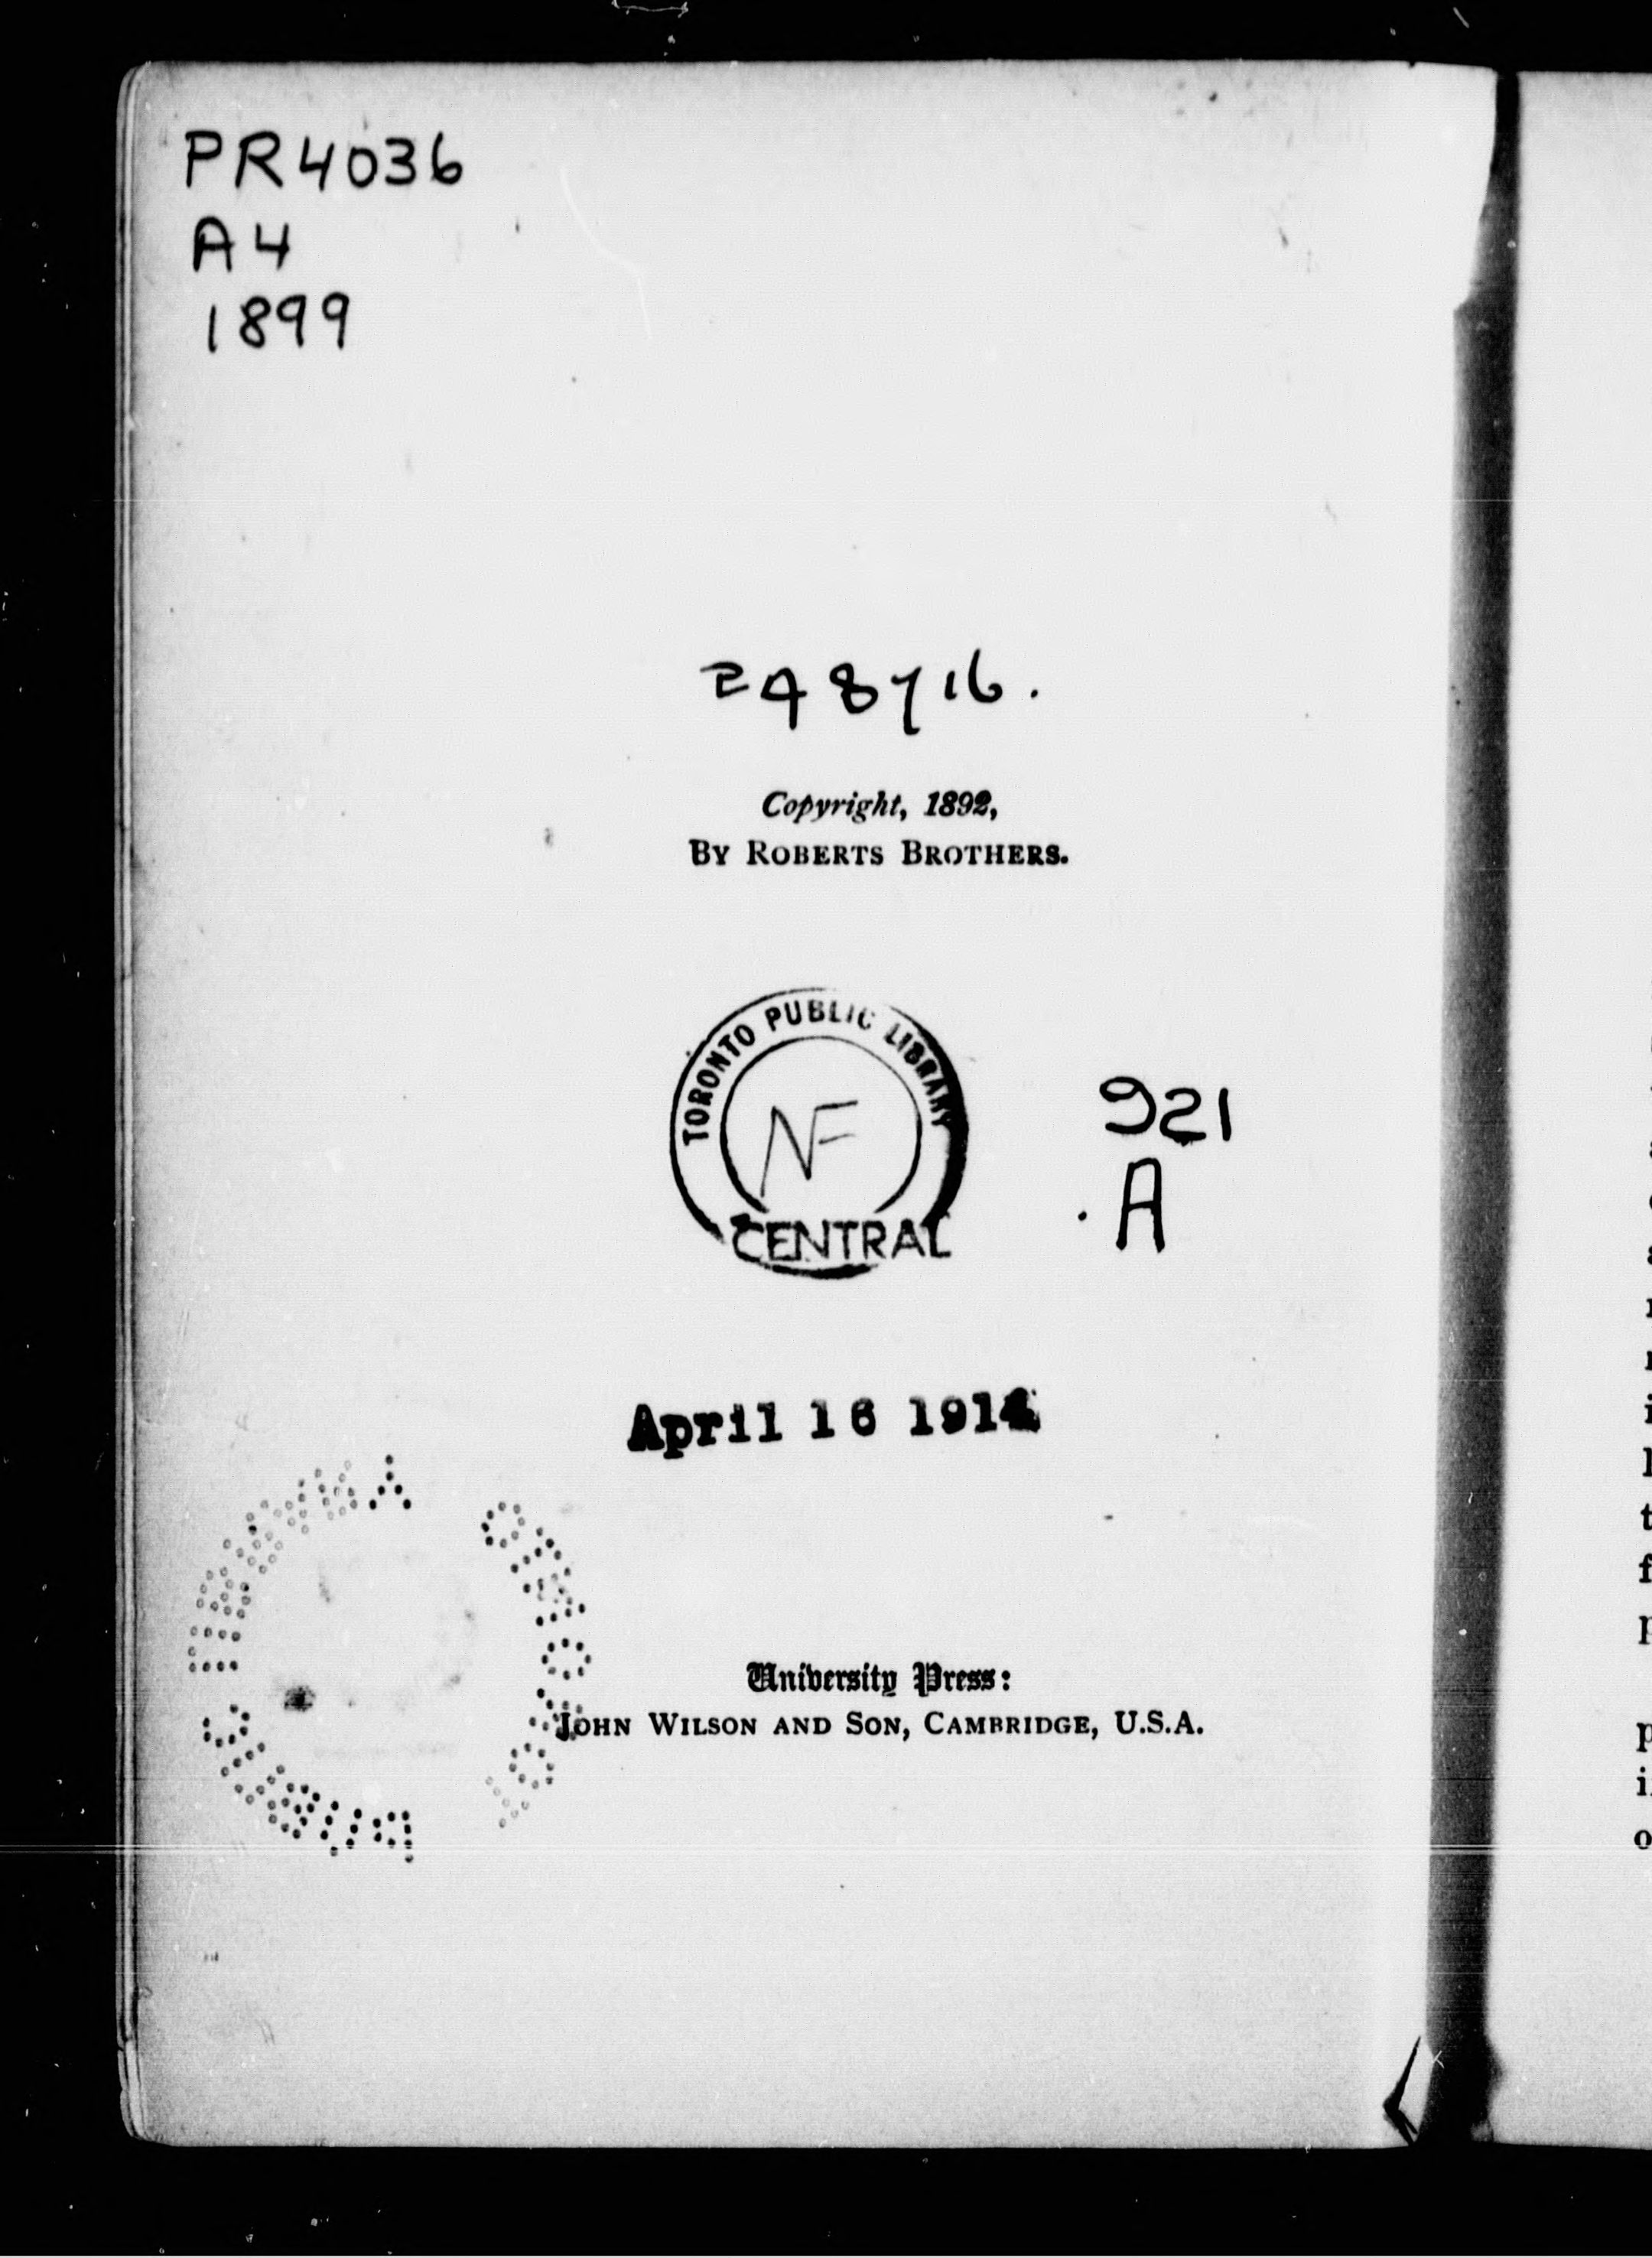 PR4036
A4
1899
248716.
Copyright, 1892,
BY ROBERTS BROTHERS.
TORONTO PUBLIC LIBRARY
NF
CENTRAL
921
A
April 16 1914
University Press:
JOHN WILSON AND SON, CAMBRIDGE, U.S.A.